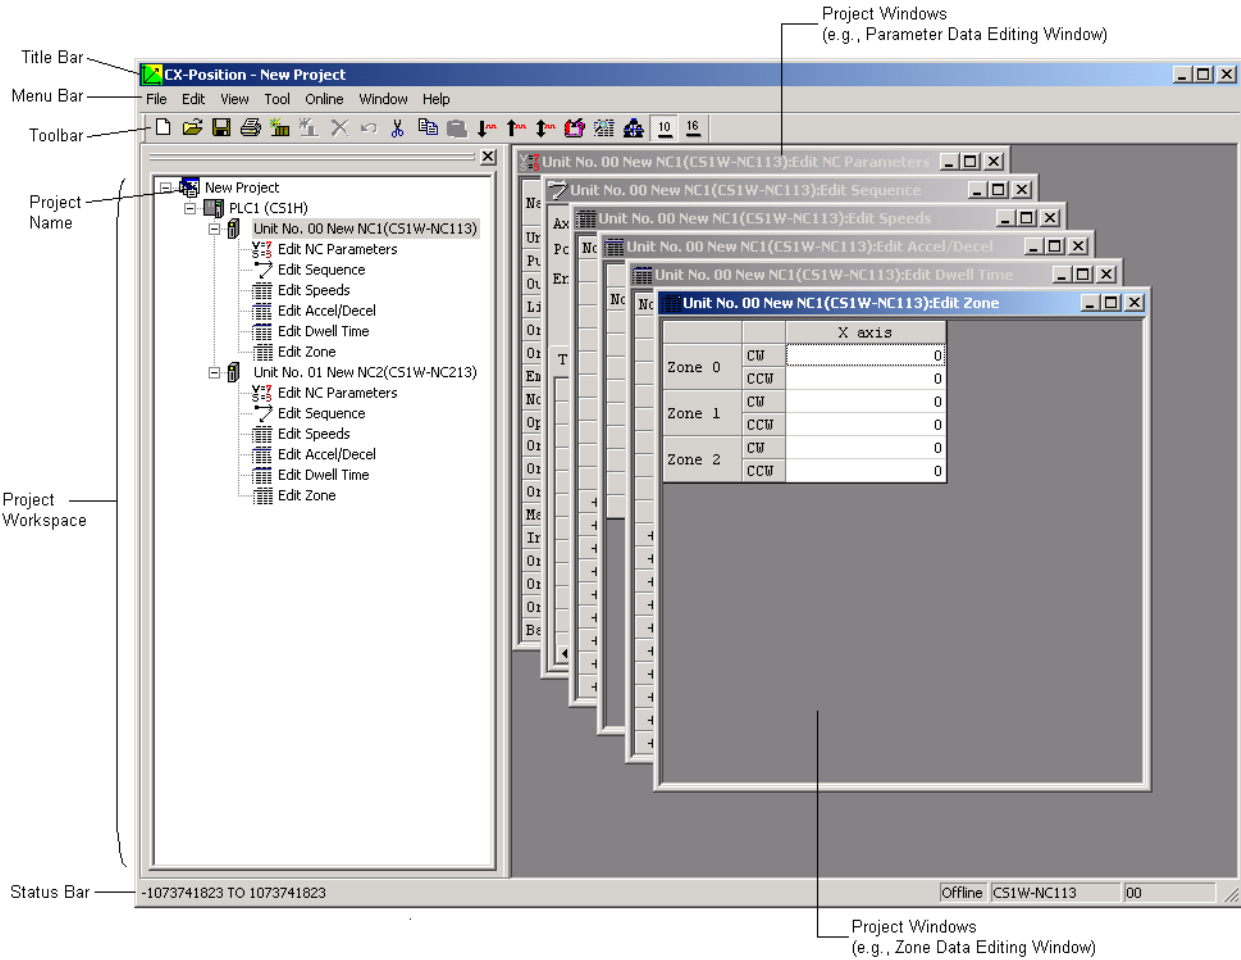 Project Windows
(e.g., Parameter Data Editing Window)
Title Bar
CX-Position - New Project
Menu Bar
File Edit View Tool Online Window Help
Toolbar
10 16
Project
Name
New Project
PLC1 (CS1H)
Unit No. 00 New NC1(CS1W-NC113)
Edit NC Parameters
Edit Sequence
Edit Speeds
Edit Accel/Decel
Edit Dwell Time
Edit Zone
Unit No. 01 New NC2(CS1W-NC213)
Edit NC Parameters
Edit Sequence
Edit Speeds
Edit Accel/Decel
Edit Dwell Time
Edit Zone
Project
Workspace
Unit No. 00 New NC1(CS1W-NC113):Edit NC Parameters
Unit No. 00 New NC1(CS1W-NC113):Edit Sequence
Unit No. 00 New NC1(CS1W-NC113):Edit Speeds
Unit No. 00 New NC1(CS1W-NC113):Edit Accel/Decel
Unit No. 00 New NC1(CS1W-NC113):Edit Dwell Time
Unit No. 00 New NC1(CS1W-NC113):Edit Zone
X axis
Zone 0 CW 0
CCW 0
Zone 1 CW 0
CCW 0
Zone 2 CW 0
CCW 0
Status Bar
-1073741823 TO 1073741823
Offline CS1W-NC113 00
Project Windows
(e.g., Zone Data Editing Window)